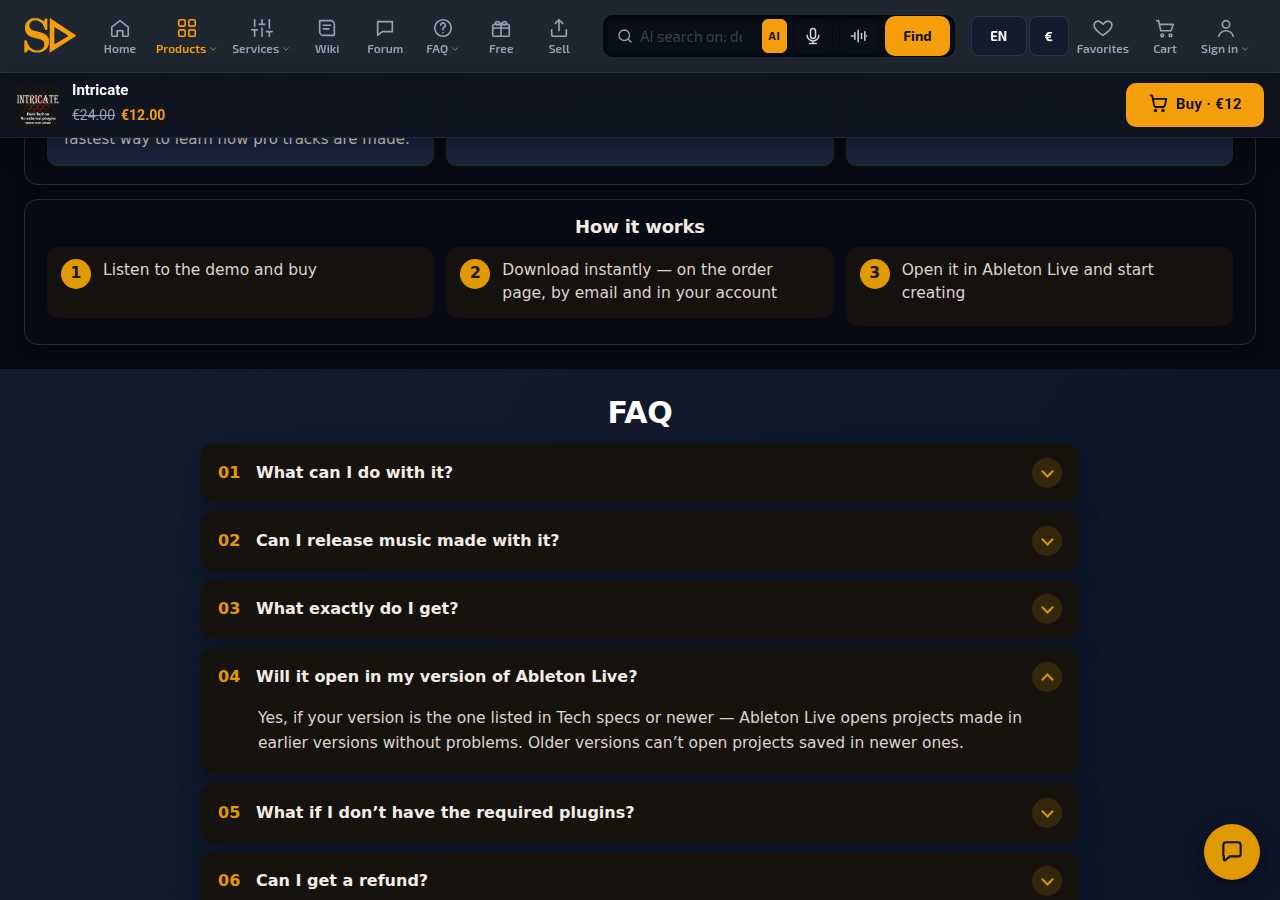 Home
Products
Services
Wiki
Forum
FAQ
Free
Sell
AI search on: de
AI
Find
EN
€
Favorites
Cart
Sign in
INTRICATE
Intricate
€24.00 €12.00
Buy · €12
fastest way to learn how pro tracks are made.
How it works
1 Listen to the demo and buy
2 Download instantly — on the order
page, by email and in your account
3 Open it in Ableton Live and start
creating
FAQ
01 What can I do with it?
02 Can I release music made with it?
03 What exactly do I get?
04 Will it open in my version of Ableton Live?
Yes, if your version is the one listed in Tech specs or newer — Ableton Live opens projects made in
earlier versions without problems. Older versions can’t open projects saved in newer ones.
05 What if I don’t have the required plugins?
06 Can I get a refund?